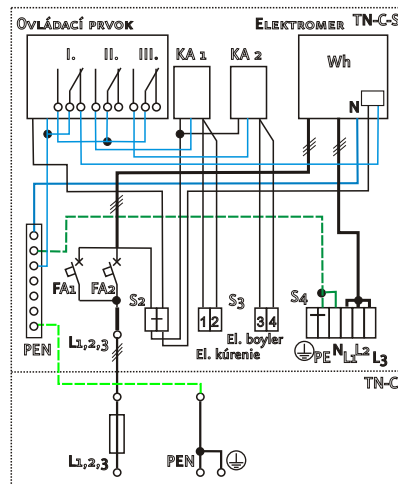 Ovládací prvok
Elektromer
TN-C-S
I. II. III.
KA 1
KA 2
Wh
N
FA1
FA2
S2
S3
S4
1 2
3 4
PEN
L1,2,3
El. boyler
El. kúrenie
PE N L1 L2 L3
TN-C
L1,2,3
PEN